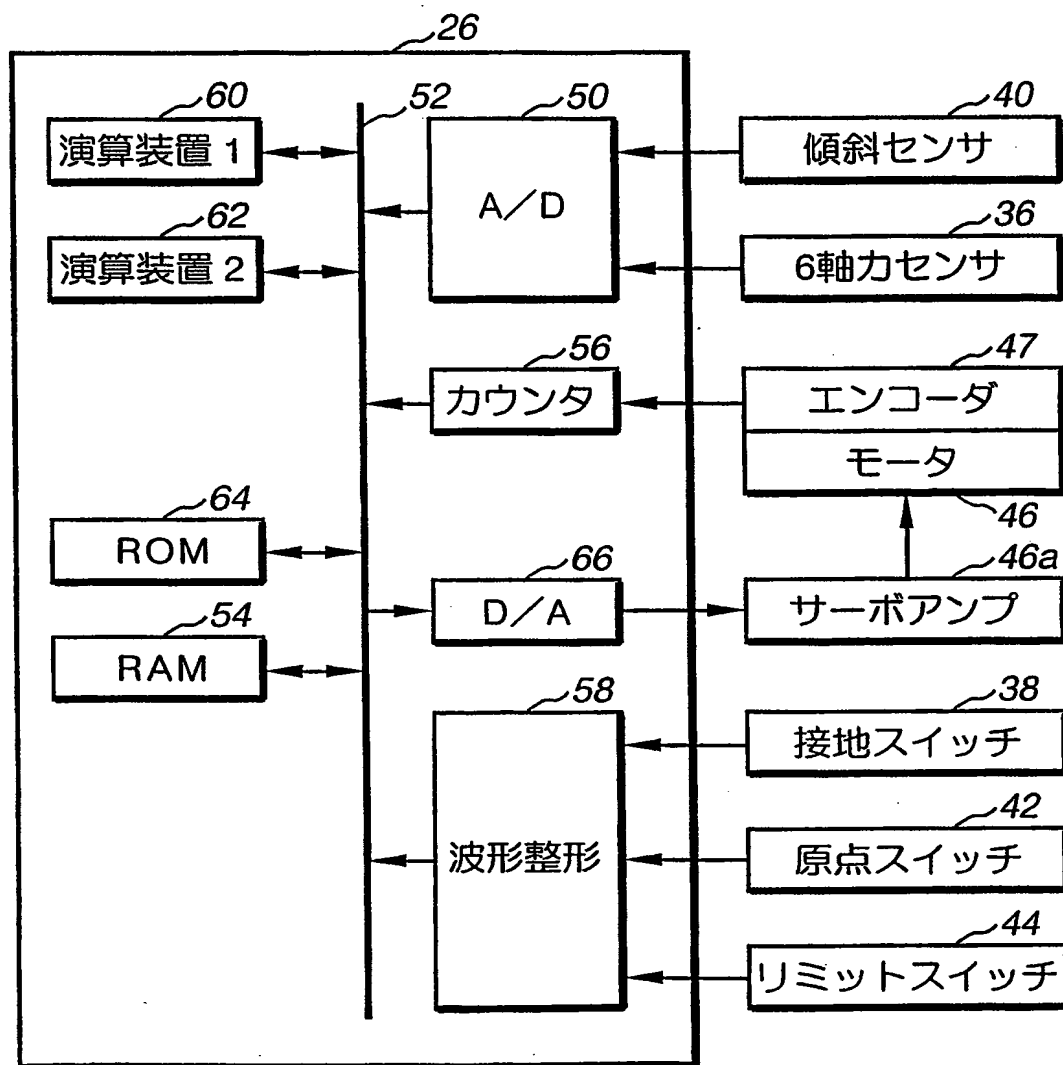 26
60
演算装置1
62
演算装置2
64
ROM
54
RAM
52
50
A/D
56
カウンタ
66
D/A
58
波形整形
40
傾斜センサ
36
6軸力センサ
47
エンコーダ
モータ
46
46a
サーボアンプ
38
接地スイッチ
42
原点スイッチ
44
リミットスイッチ